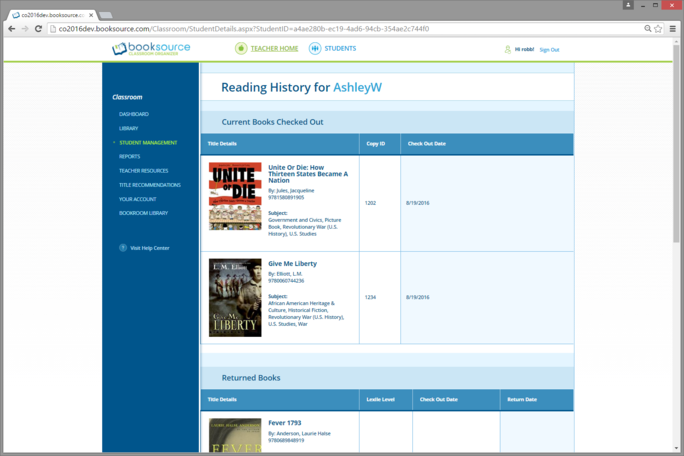 co2016dev.booksource.com
co2016dev.booksource.com/Classroom/StudentDetails.aspx?StudentID=a4ae280b-ec19-4ad6-94cb-354ae2c744f0
booksource
CLASSROOM ORGANIZER
TEACHER HOME
STUDENTS
Hi robb!
Sign Out
Classroom
DASHBOARD
LIBRARY
STUDENT MANAGEMENT
REPORTS
TEACHER RESOURCES
TITLE RECOMMENDATIONS
YOUR ACCOUNT
BOOKROOM LIBRARY
? Visit Help Center
Reading History for AshleyW
Current Books Checked Out
Title Details Copy ID Check Out Date
UNITE
OR DIE
Unite Or Die: How
Thirteen States Became A
Nation
By: Jules, Jacqueline
9781580891905
Subject:
Government and Civics, Picture
Book, Revolutionary War (U.S.
History), U.S. Studies
1202
8/19/2016
L. M. Elliott
GIVE ME
LIBERTY
Give Me Liberty
By: Elliott, L.M.
9780060744236
Subject:
African American Heritage &
Culture, Historical Fiction,
Revolutionary War (U.S. History),
U.S. Studies, War
1234
8/19/2016
Returned Books
Title Details Lexile Level Check Out Date Return Date
LAURIE HALSE ANDERSON
FEVER
Fever 1793
By: Anderson, Laurie Halse
9780689848919